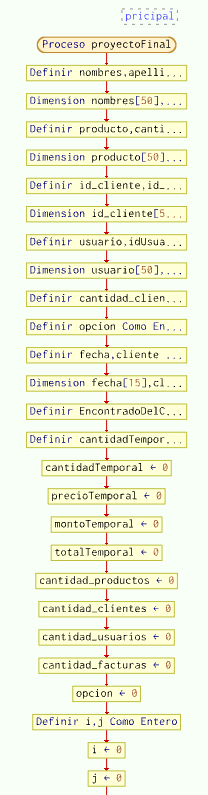 pricipal
Proceso proyectoFinal
Definir nombres,apelli...
Dimension nombres[50],...
Definir producto,canti...
Dimension producto[50]...
Definir id_cliente,id_,...
Dimension id_cliente[5...
Definir usuario,idUsua...
Dimension usuario[50],...
Definir cantidad_clien...
Definir opcion Como En...
Definir fecha,cliente ...
Dimension fecha[15],cl...
Definir EncontradoDelC...
Definir cantidadTempor...
cantidadTemporal ← 0
precioTemporal ← 0
montoTemporal ← 0
totalTemporal ← 0
cantidad_productos ← 0
cantidad_clientes ← 0
cantidad_usuarios ← 0
cantidad_facturas ← 0
opcion ← 0
Definir i,j Como Entero
i ← 0
j ← 0